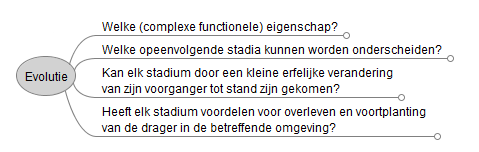 Evolutie
Welke (complexe functionele) eigenschap?
Welke opeenvolgende stadia kunnen worden onderscheiden?
Kan elk stadium door een kleine erfelijke verandering
van zijn voorganger tot stand zijn gekomen?
Heeft elk stadium voordelen voor overleven en voortplanting
van de drager in de betreffende omgeving?